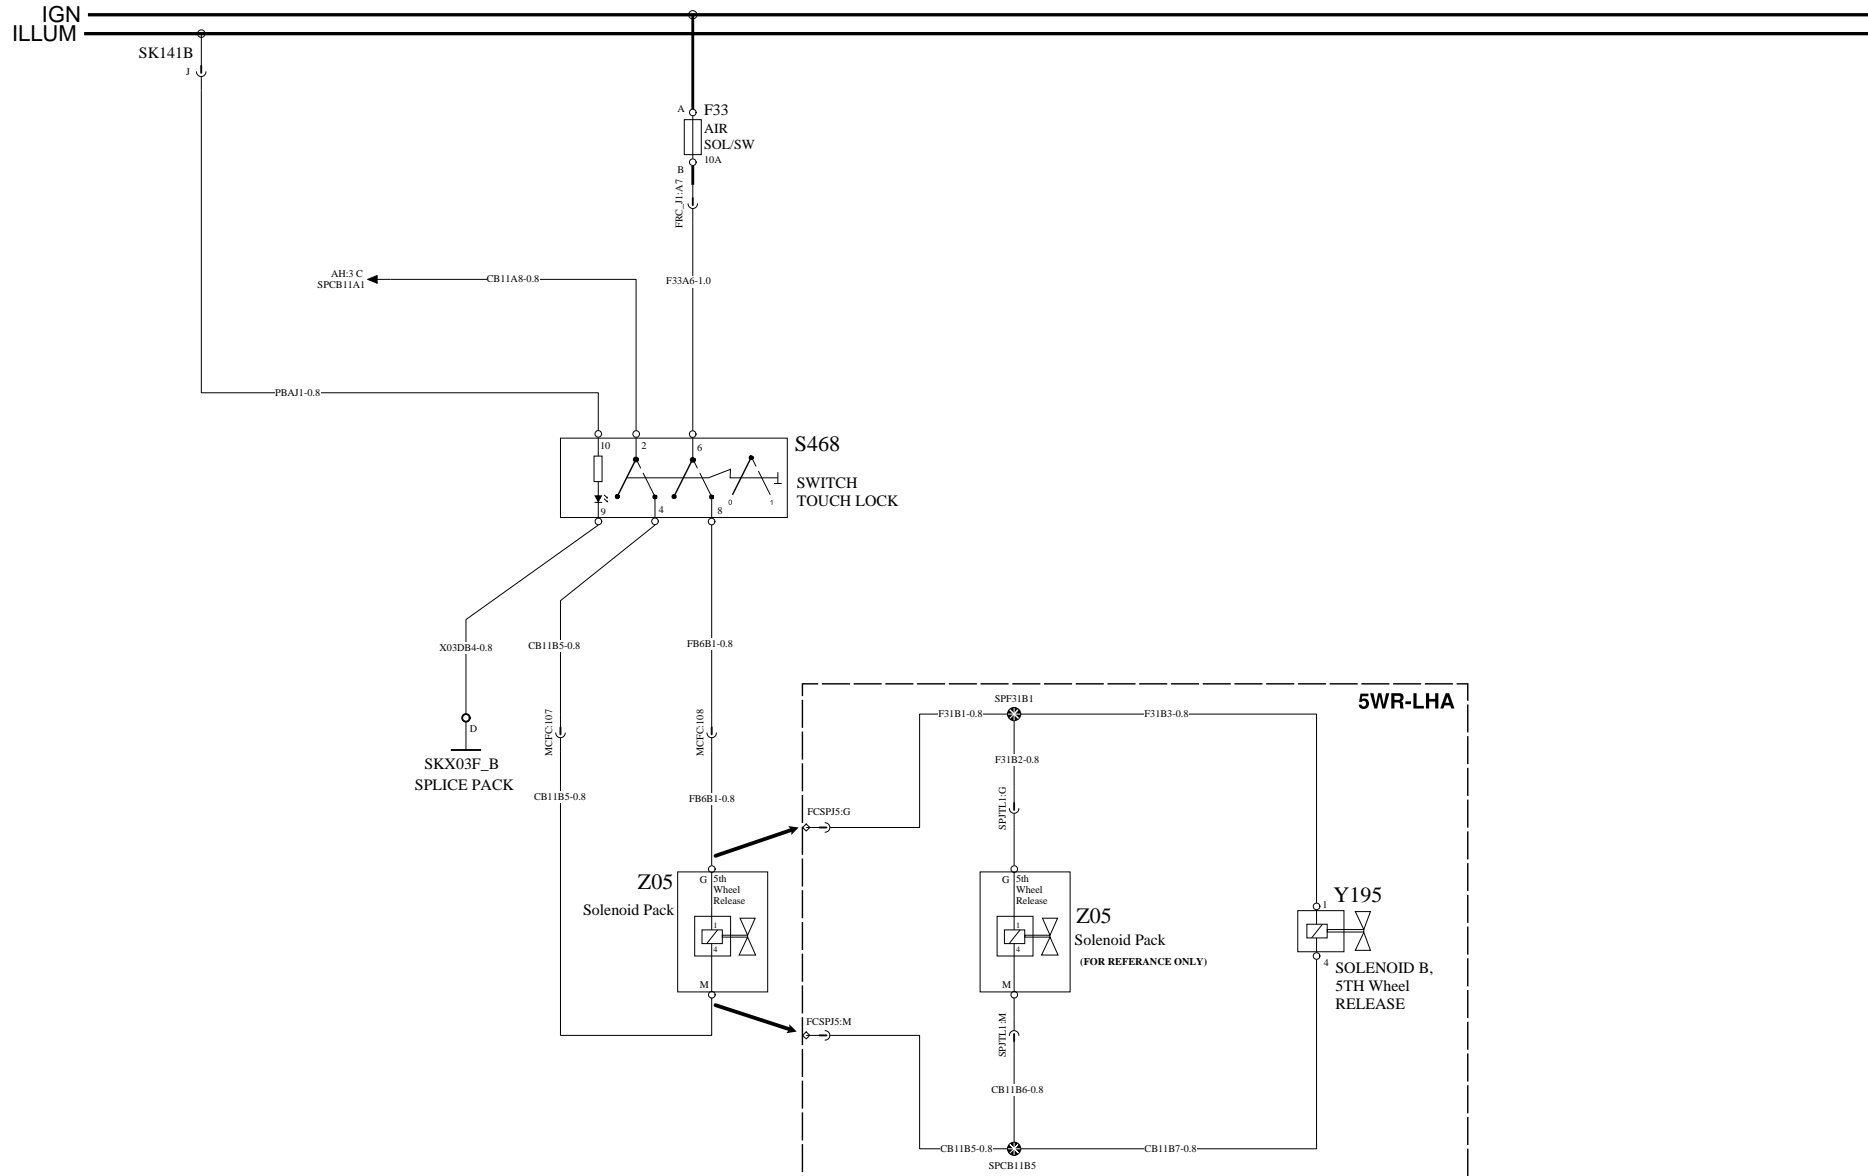 IGN
ILLUM
SK141B
J
A
F33
AIR
SOL/SW
10A
B
FRC_J1:A7
AH:3 C
SPCB11A1
CB11A8-0.8
F33A6-1.0
PBAJ1-0.8
10
2
6
S468
SWITCH
TOUCH LOCK
0
1
9
4
8
X03DB4-0.8
CB11B5-0.8
FB6B1-0.8
D
SKX03F_B
SPLICE PACK
MCFC:107
MCFC:108
CB11B5-0.8
FB6B1-0.8
5WR-LHA
SPF31B1
F31B1-0.8
F31B3-0.8
F31B2-0.8
SPJTL1:G
FCSPJ5:G
Z05
Solenoid Pack
G
5th
Wheel
Release
1
4
M
G
5th
Wheel
Release
1
4
M
Z05
Solenoid Pack
(FOR REFERANCE ONLY)
Y195
1
4
SOLENOID B,
5TH Wheel
RELEASE
FCSPJ5:M
SPJTL1:M
CB11B6-0.8
CB11B5-0.8
CB11B7-0.8
SPCB11B5